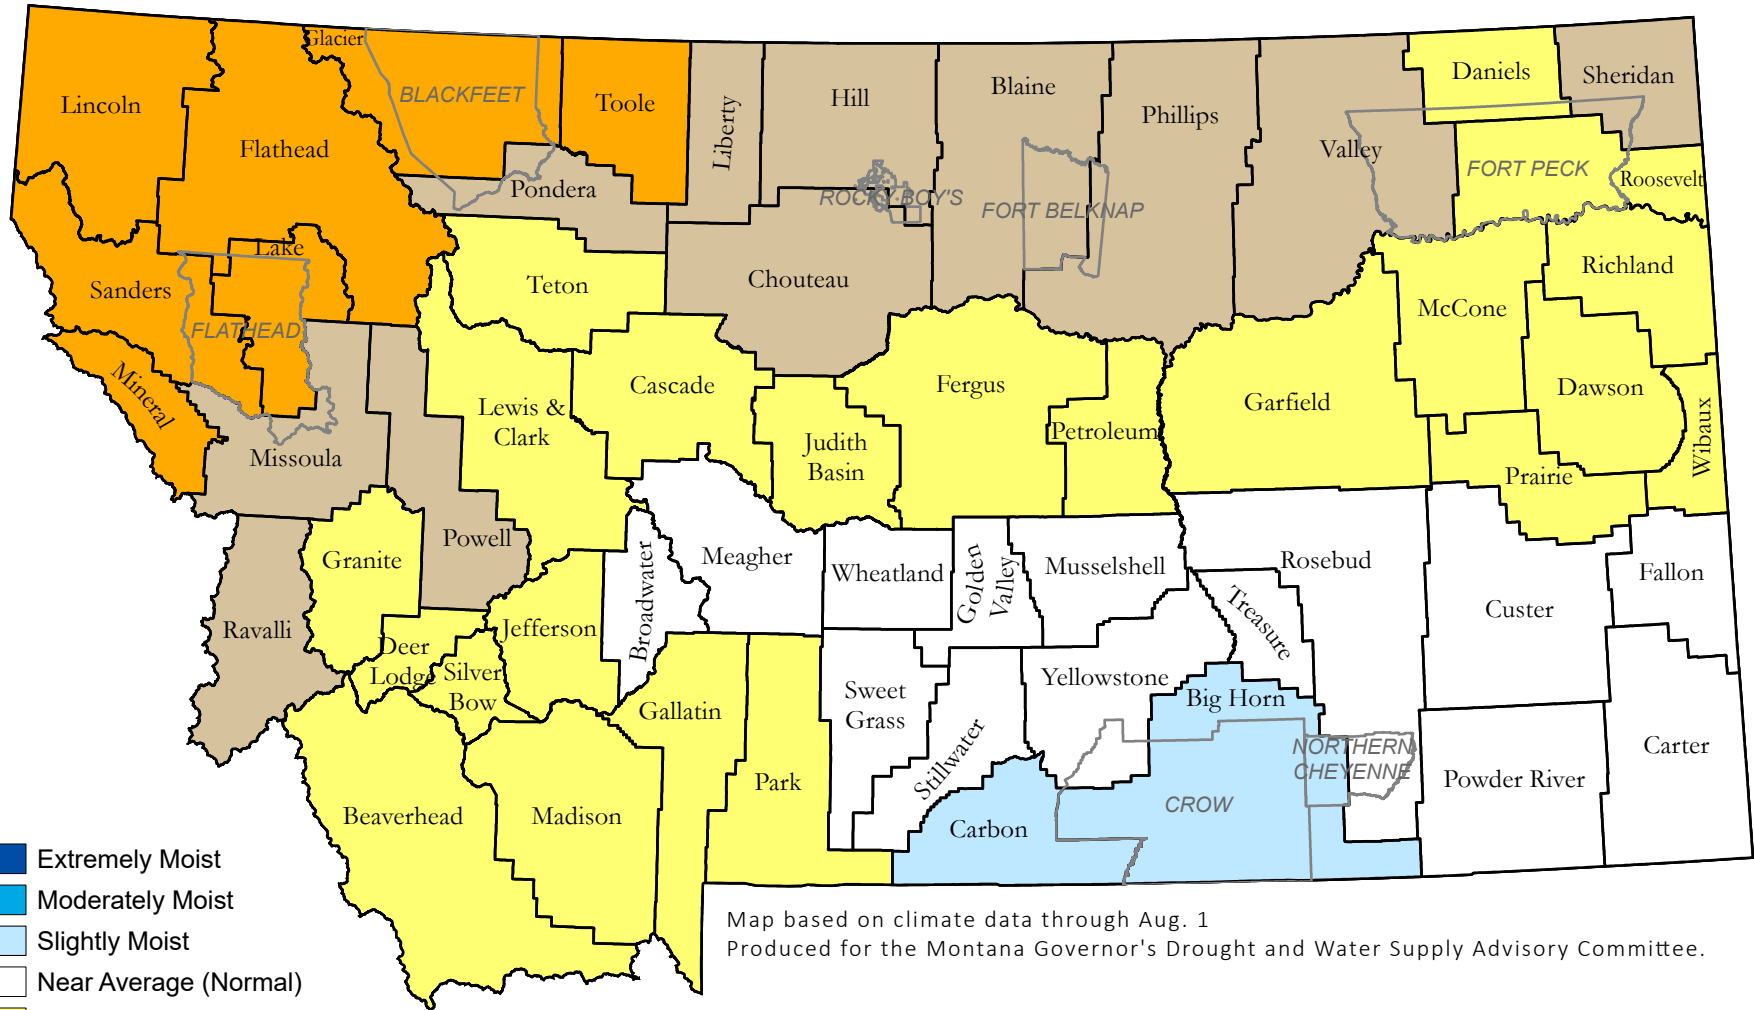 Glacier
Lincoln
Flathead
BLACKFEET
Toole
Liberty
Hill
Blaine
Phillips
Valley
Daniels
Sheridan
Pondera
ROCKY BOY'S
FORT BELKNAP
FORT PECK
Roosevelt
Sanders
Lake
FLATHEAD
Teton
Chouteau
McCone
Richland
Mineral
Missoula
Powell
Lewis &
Clark
Cascade
Judith
Basin
Fergus
Petroleum
Garfield
Dawson
Prairie
Wibaux
Ravalli
Granite
Deer
Lodge
Silver
Bow
Jefferson
Broadwater
Meagher
Wheatland
Golden
Valley
Musselshell
Rosebud
Treasure
Custer
Fallon
Beaverhead
Madison
Gallatin
Park
Sweet
Grass
Stillwater
Yellowstone
Big Horn
Carbon
CROW
NORTHERN
CHEYENNE
Powder River
Carter
Extremely Moist
Moderately Moist
Slightly Moist
Near Average (Normal)
Map based on climate data through Aug. 1
Produced for the Montana Governor's Drought and Water Supply Advisory Committee.